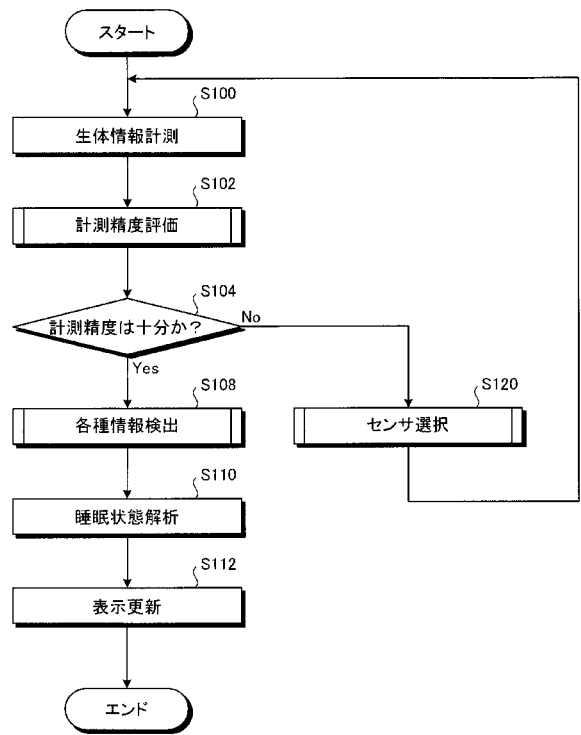 スタート
S100
生体情報計測
S102
計測精度評価
S104
計測精度は十分か?
No
Yes
S108
各種情報検出
S120
センサ選択
S110
睡眠状態解析
S112
表示更新
エンド